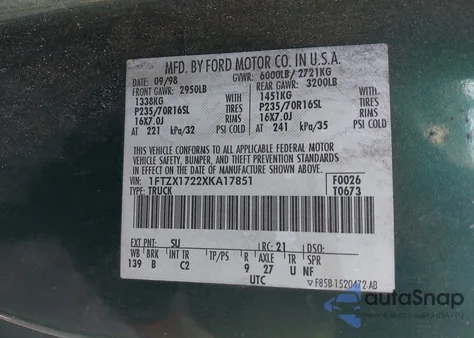 MFD. BY FORD MOTOR CO. IN U.S.A.
DATE: 09/98 GVWR: 6000LB/ 2721KG
FRONT GAWR: 2950LB REAR GAWR: 3200LB
1338KG WITH 1451KG WITH
P235/70R16SL TIRES P235/70R16SL TIRES
16X7.0J RIMS 16X7.0J RIMS
AT 221 kPa/32 PSI COLD AT 241 kPa/35
THIS VEHICLE CONFORMS TO ALL APPLICABLE FEDERAL MOTOR
VEHICLE SAFETY, BUMPER, AND THEFT PREVENTION STANDARDS
IN EFFECT ON THE DATE OF MANUFACTURE SHOWN ABOVE.
VIN: 1FTZX1722XKA17851 F0026
TYPE: TRUCK T0673
EXT PNT: SU RC: 21 DSO:
WB BRK INT TR TP/PS R AXLE TR S
139 B C2 9 27 U NF
UTC ▽ F85B 1520472 AB
autoSnap